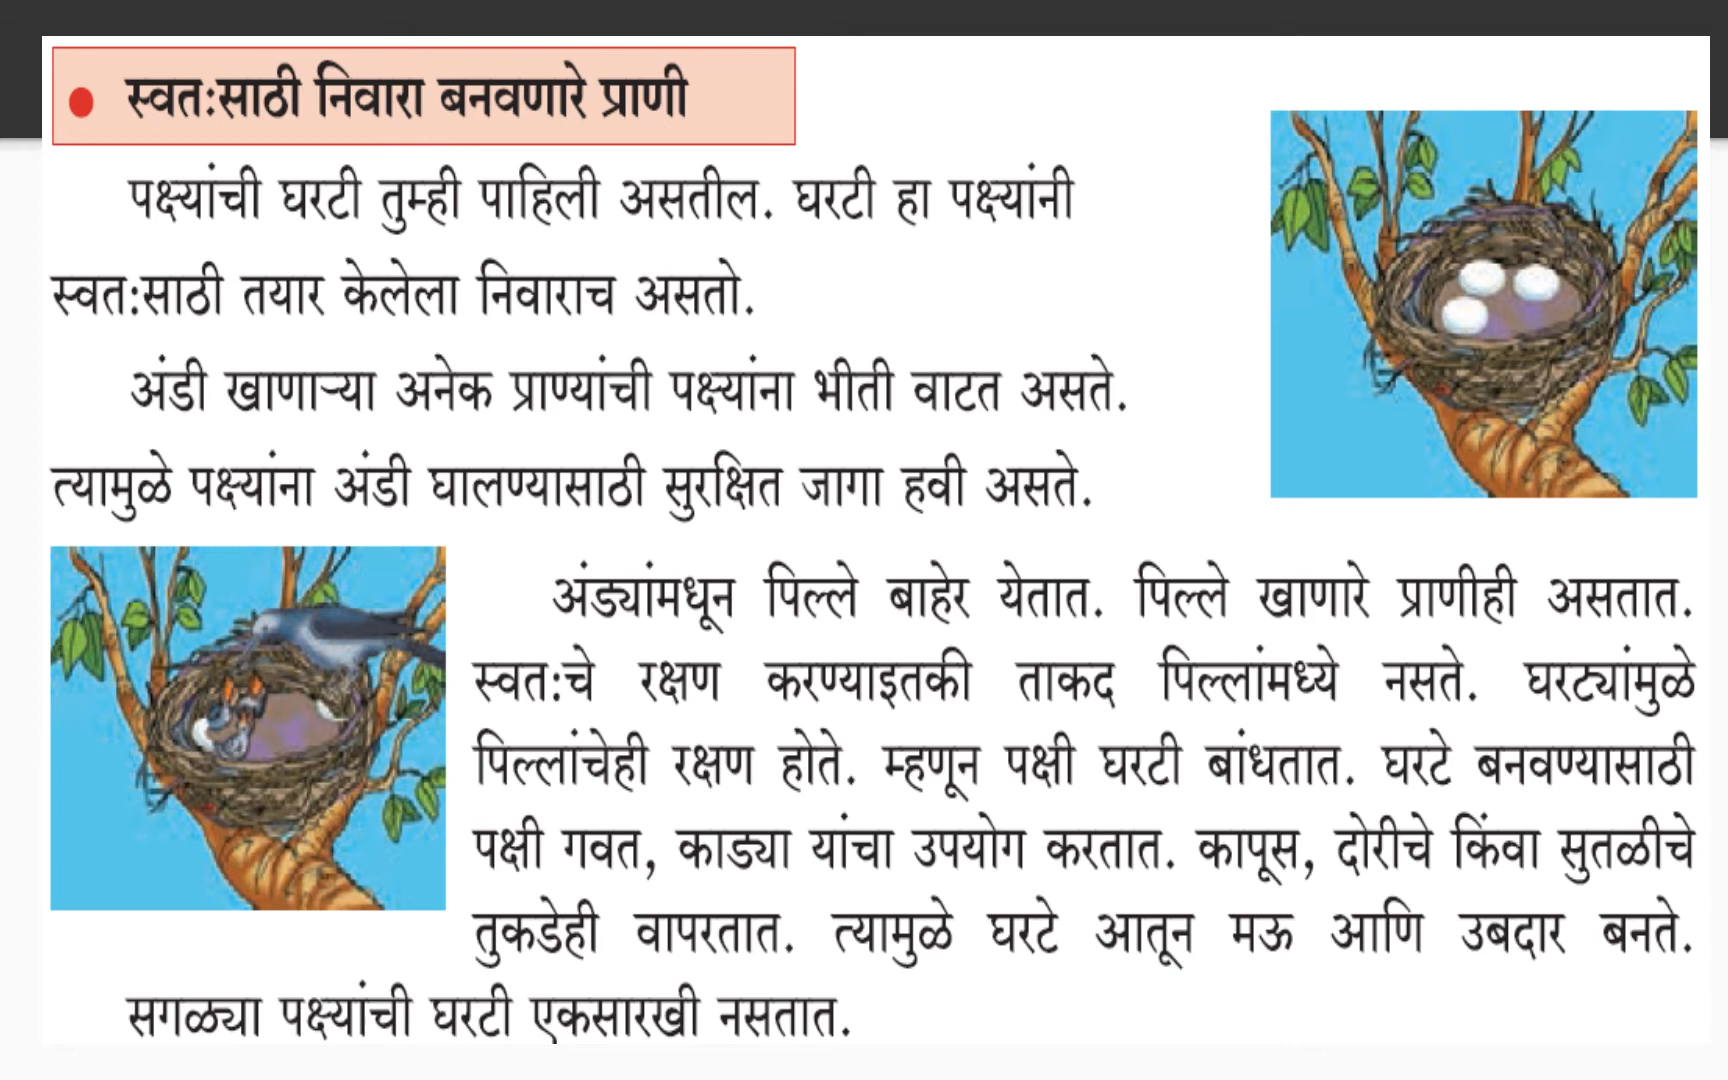 • स्वतःसाठी निवारा बनवणारे प्राणी
पक्ष्यांची घरटी तुम्ही पाहिली असतील. घरटी हा पक्ष्यांनी
स्वत:साठी तयार केलेला निवाराच असतो.
अंडी खाणाऱ्या अनेक प्राण्यांची पक्ष्यांना भीती वाटत असते.
त्यामुळे पक्ष्यांना अंडी घालण्यासाठी सुरक्षित जागा हवी असते.
अंड्यांमधून पिल्ले बाहेर येतात. पिल्ले खाणारे प्राणीही असतात.
स्वत:चे रक्षण करण्याइतकी ताकद पिल्लांमध्ये नसते. घरट्यांमुळे
पिल्लांचेही रक्षण होते. म्हणून पक्षी घरटी बांधतात. घरटे बनवण्यासाठी
पक्षी गवत, काड्या यांचा उपयोग करतात. कापूस, दोरीचे किंवा सुतळीचे
तुकडेही वापरतात. त्यामुळे घरटे आतून मऊ आणि उबदार बनते.
सगळ्या पक्ष्यांची घरटी एकसारखी नसतात.